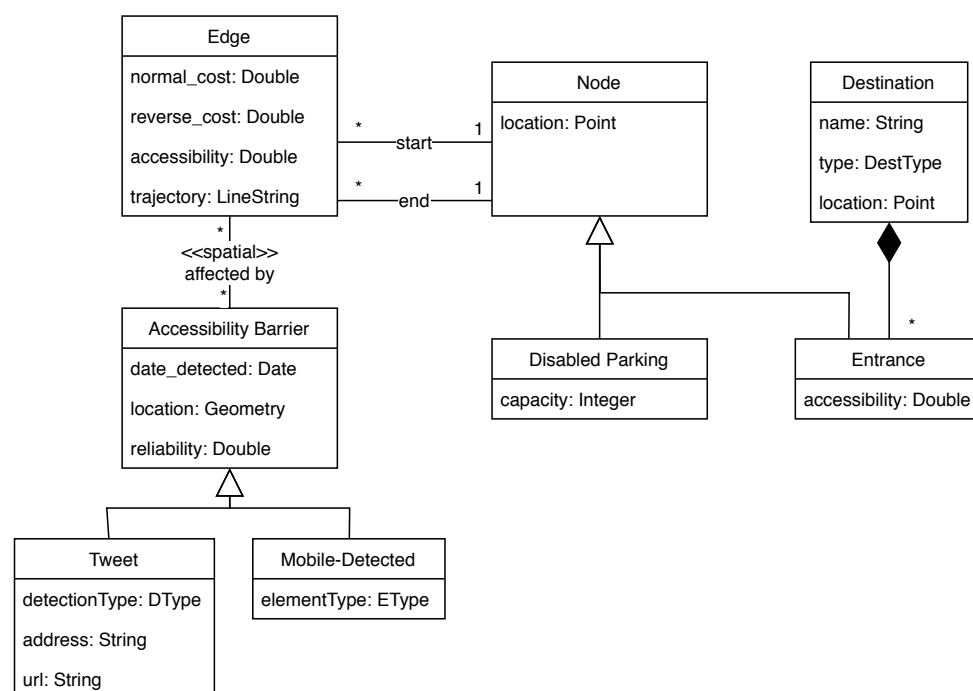 Edge
normal_cost: Double
reverse_cost: Double
accessibility: Double
trajectory: LineString
* start 1
* end 1
Node
location: Point
Destination
name: String
type: DestType
location: Point
*
<<spatial>>
affected by
*
Accessibility Barrier
date_detected: Date
location: Geometry
reliability: Double
Disabled Parking
capacity: Integer
*
Entrance
accessibility: Double
Tweet
detectionType: DType
address: String
url: String
Mobile-Detected
elementType: EType